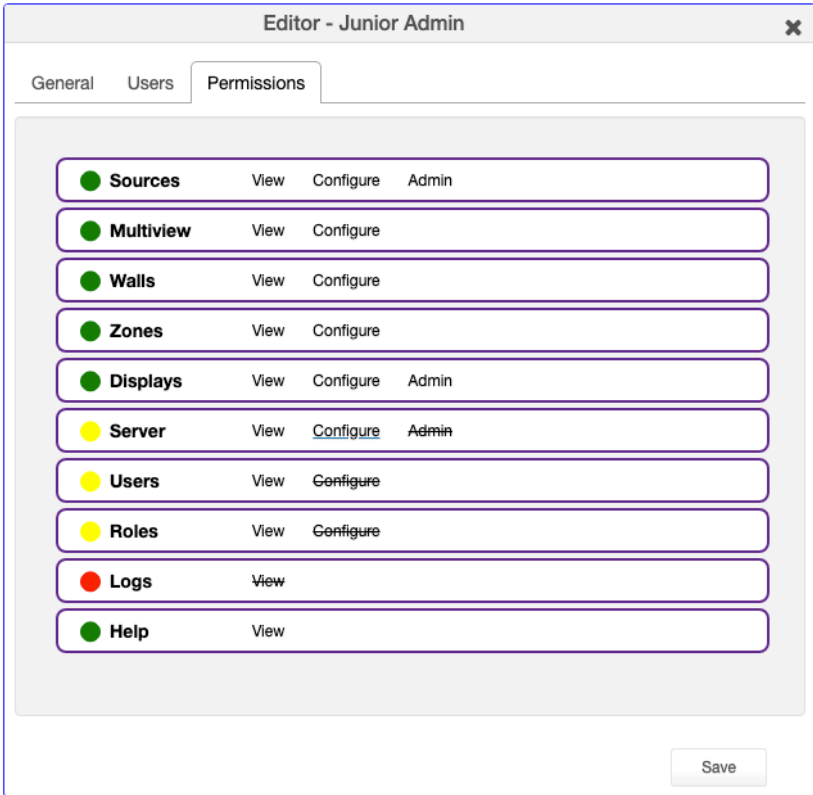 Editor - Junior Admin
General Users Permissions
Sources View Configure Admin
Multiview View Configure
Walls View Configure
Zones View Configure
Displays View Configure Admin
Server View Configure Admin
Users View Configure
Roles View Configure
Logs View
Help View
Save